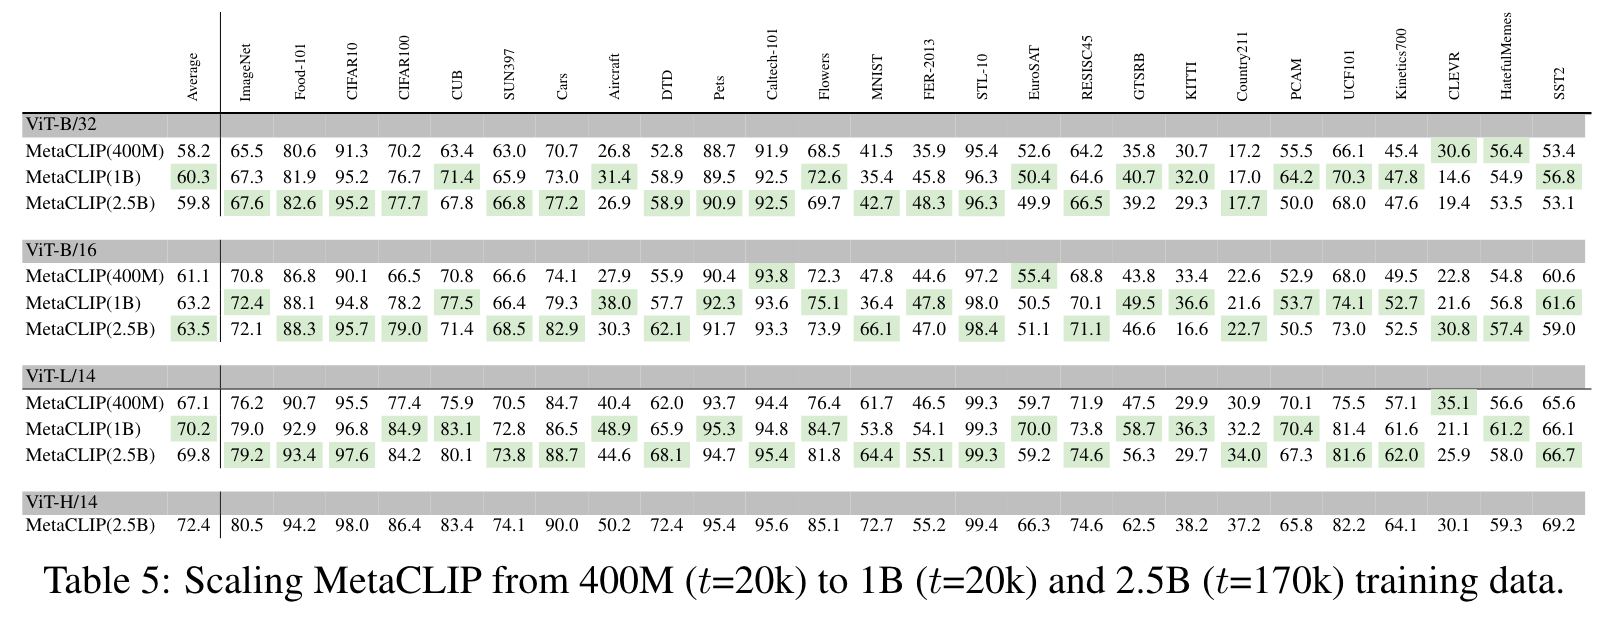 Average ImageNet Food-101 CIFAR10 CIFAR100 CUB SUN397 Cars Aircraft DTD Pets Caltech-101 Flowers MNIST FER-2013 STL-10 EuroSAT RESISC45 GTSRB KITTI Country211 PCAM UCF101 Kinetics700 CLEVR HatefulMemes SST2
ViT-B/32
MetaCLIP(400M) 58.2 65.5 80.6 91.3 70.2 63.4 63.0 70.7 26.8 52.8 88.7 91.9 68.5 41.5 35.9 95.4 52.6 64.2 35.8 30.7 17.2 55.5 66.1 45.4 30.6 56.4 53.4
MetaCLIP(1B) 60.3 67.3 81.9 95.2 76.7 71.4 65.9 73.0 31.4 58.9 89.5 92.5 72.6 35.4 45.8 96.3 50.4 64.6 40.7 32.0 17.0 64.2 70.3 47.8 14.6 54.9 56.8
MetaCLIP(2.5B) 59.8 67.6 82.6 95.2 77.7 67.8 66.8 77.2 26.9 58.9 90.9 92.5 69.7 42.7 48.3 96.3 49.9 66.5 39.2 29.3 17.7 50.0 68.0 47.6 19.4 53.5 53.1
ViT-B/16
MetaCLIP(400M) 61.1 70.8 86.8 90.1 66.5 70.8 66.6 74.1 27.9 55.9 90.4 93.8 72.3 47.8 44.6 97.2 55.4 68.8 43.8 33.4 22.6 52.9 68.0 49.5 22.8 54.8 60.6
MetaCLIP(1B) 63.2 72.4 88.1 94.8 78.2 77.5 66.4 79.3 38.0 57.7 92.3 93.6 75.1 36.4 47.8 98.0 50.5 70.1 49.5 36.6 21.6 53.7 74.1 52.7 21.6 56.8 61.6
MetaCLIP(2.5B) 63.5 72.1 88.3 95.7 79.0 71.4 68.5 82.9 30.3 62.1 91.7 93.3 73.9 66.1 47.0 98.4 51.1 71.1 46.6 16.6 22.7 50.5 73.0 52.5 30.8 57.4 59.0
ViT-L/14
MetaCLIP(400M) 67.1 76.2 90.7 95.5 77.4 75.9 70.5 84.7 40.4 62.0 93.7 94.4 76.4 61.7 46.5 99.3 59.7 71.9 47.5 29.9 30.9 70.1 75.5 57.1 35.1 56.6 65.6
MetaCLIP(1B) 70.2 79.0 92.9 96.8 84.9 83.1 72.8 86.5 48.9 65.9 95.3 94.8 84.7 53.8 54.1 99.3 70.0 73.8 58.7 36.3 32.2 70.4 81.4 61.6 21.1 61.2 66.1
MetaCLIP(2.5B) 69.8 79.2 93.4 97.6 84.2 80.1 73.8 88.7 44.6 68.1 94.7 95.4 81.8 64.4 55.1 99.3 59.2 74.6 56.3 29.7 34.0 67.3 81.6 62.0 25.9 58.0 66.7
ViT-H/14
MetaCLIP(2.5B) 72.4 80.5 94.2 98.0 86.4 83.4 74.1 90.0 50.2 72.4 95.4 95.6 85.1 72.7 55.2 99.4 66.3 74.6 62.5 38.2 37.2 65.8 82.2 64.1 30.1 59.3 69.2
Table 5: Scaling MetaCLIP from 400M (t=20k) to 1B (t=20k) and 2.5B (t=170k) training data.